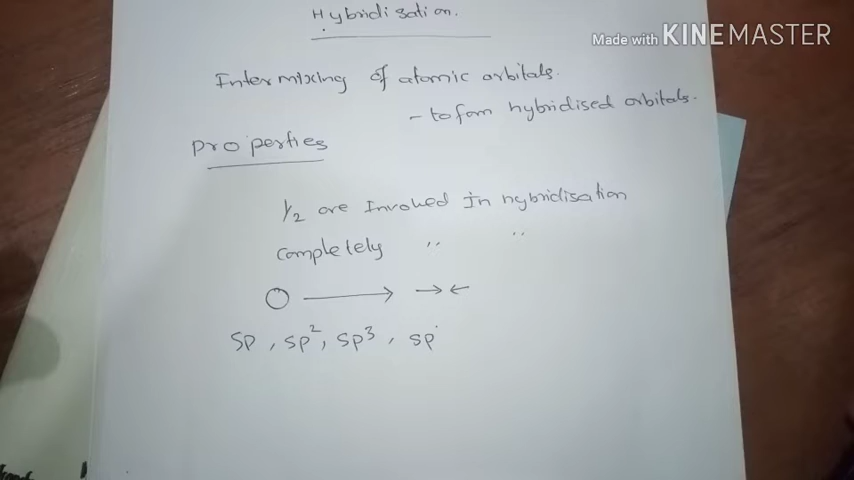 Hybridisation.
Made with KINEMASTER
Intermixing of atomic orbitals.
- to form hybridised orbitals.
Properties
1/2 are Involved In hybridisation
completely " "
sp, sp², sp³, sp